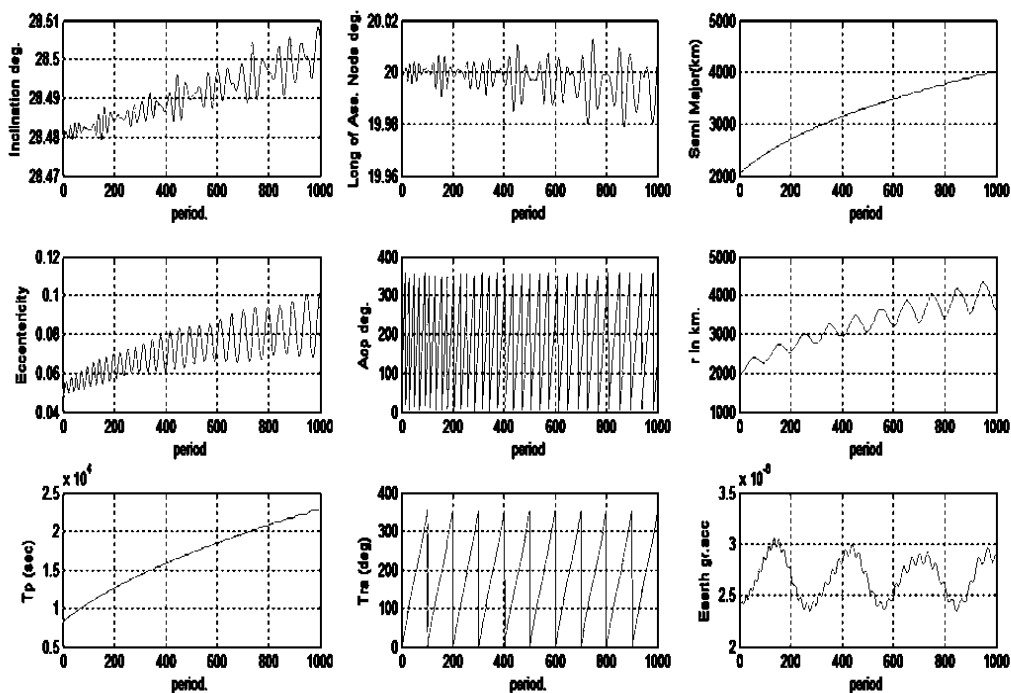 28.51
28.5
28.49
28.48
28.47
Inclination deg.
0 200 400 600 800 1000
period.
20.02
20
19.98
19.96
Long of Ass. Node deg.
0 200 400 600 800 1000
period
5000
4000
3000
2000
Semi Major(km)
0 200 400 600 800 1000
period
0.12
0.1
0.08
0.06
0.04
Eccentericity
0 200 400 600 800 1000
period
400
300
200
100
0
Aop deg.
0 200 400 600 800 1000
period
5000
4000
3000
2000
1000
r in km.
0 200 400 600 800 1000
period
x 10^4
2.5
2
1.5
1
0.5
Tp (sec)
0 200 400 600 800 1000
period.
400
300
200
100
0
Tra (deg)
0 200 400 600 800 1000
period.
3.5
3
2.5
2
0 200 400 600 800 1000
period